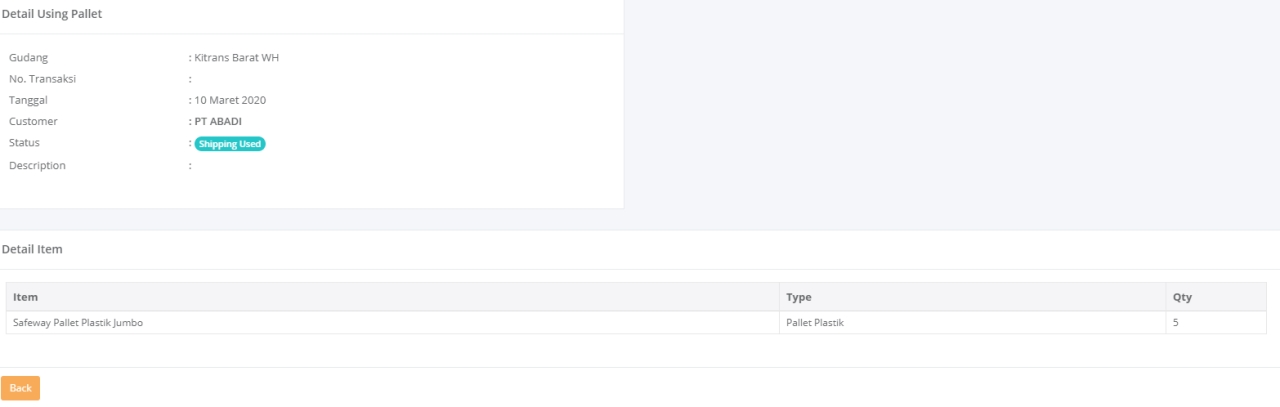 Detail Using Pallet
Gudang : Kitrans Barat WH
No. Transaksi :
Tanggal : 10 Maret 2020
Customer : PT ABADI
Status : Shipping Used
Description :
Detail Item
Item Type Qty
Safeway Pallet Plastik Jumbo Pallet Plastik 5
Back